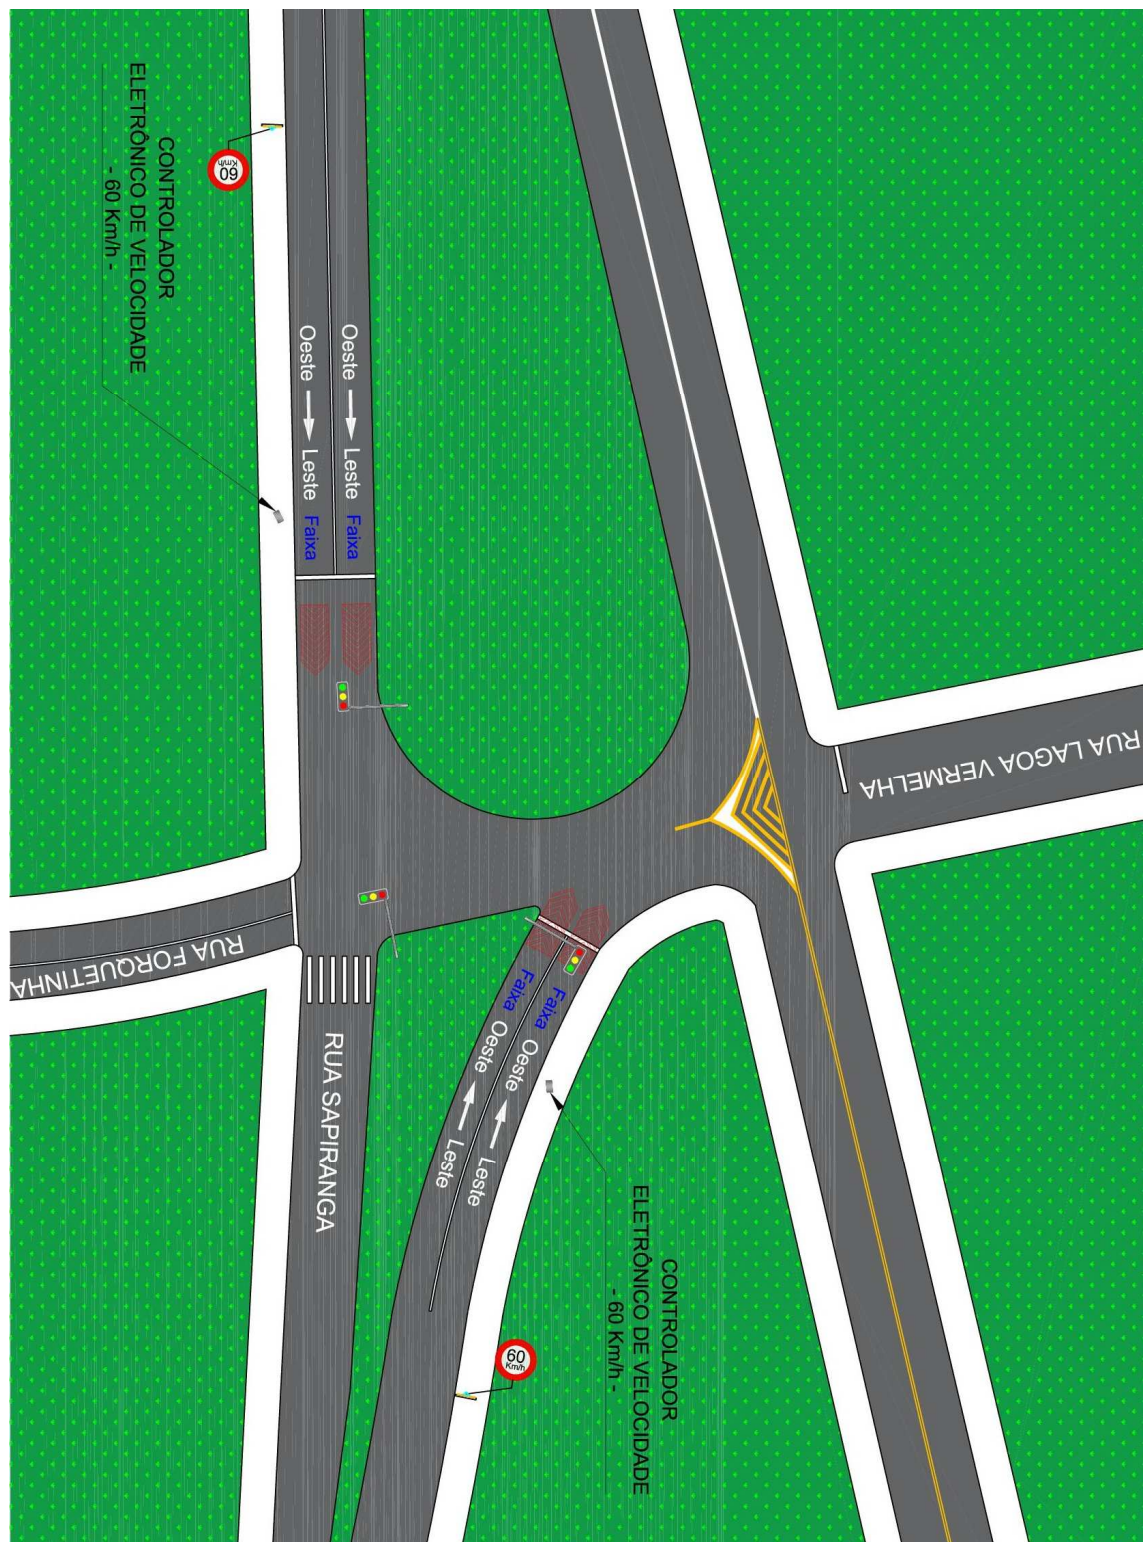 CONTROLADOR
ELETRÔNICO DE VELOCIDADE
- 60 Km/h -
60
Km/h
Oeste Leste Faixa
Oeste Leste Faixa
RUA LAGOA VERMELHA
RUA FORQUETINHA
RUA SAPIRANGA
Faixa Oeste Leste
Faixa Oeste Leste
CONTROLADOR
ELETRÔNICO DE VELOCIDADE
- 60 Km/h -
60
Km/h